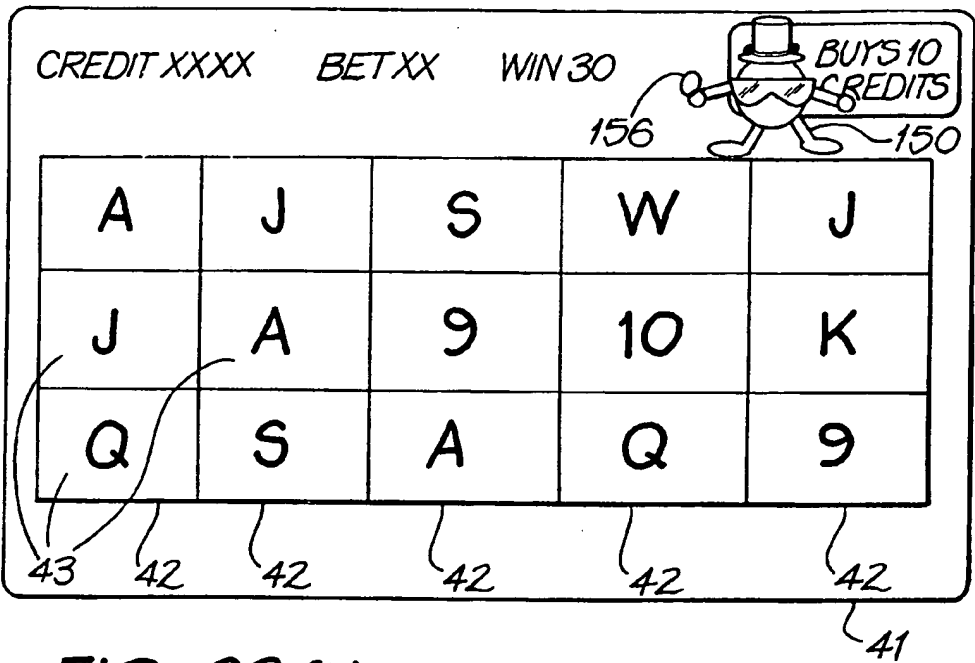 CREDIT XXXX BET XX WIN 30 BUYS 10
CREDITS
156 150
A J S W J
J A 9 10 K
Q S A Q 9
43 42 42 42 42 42
41